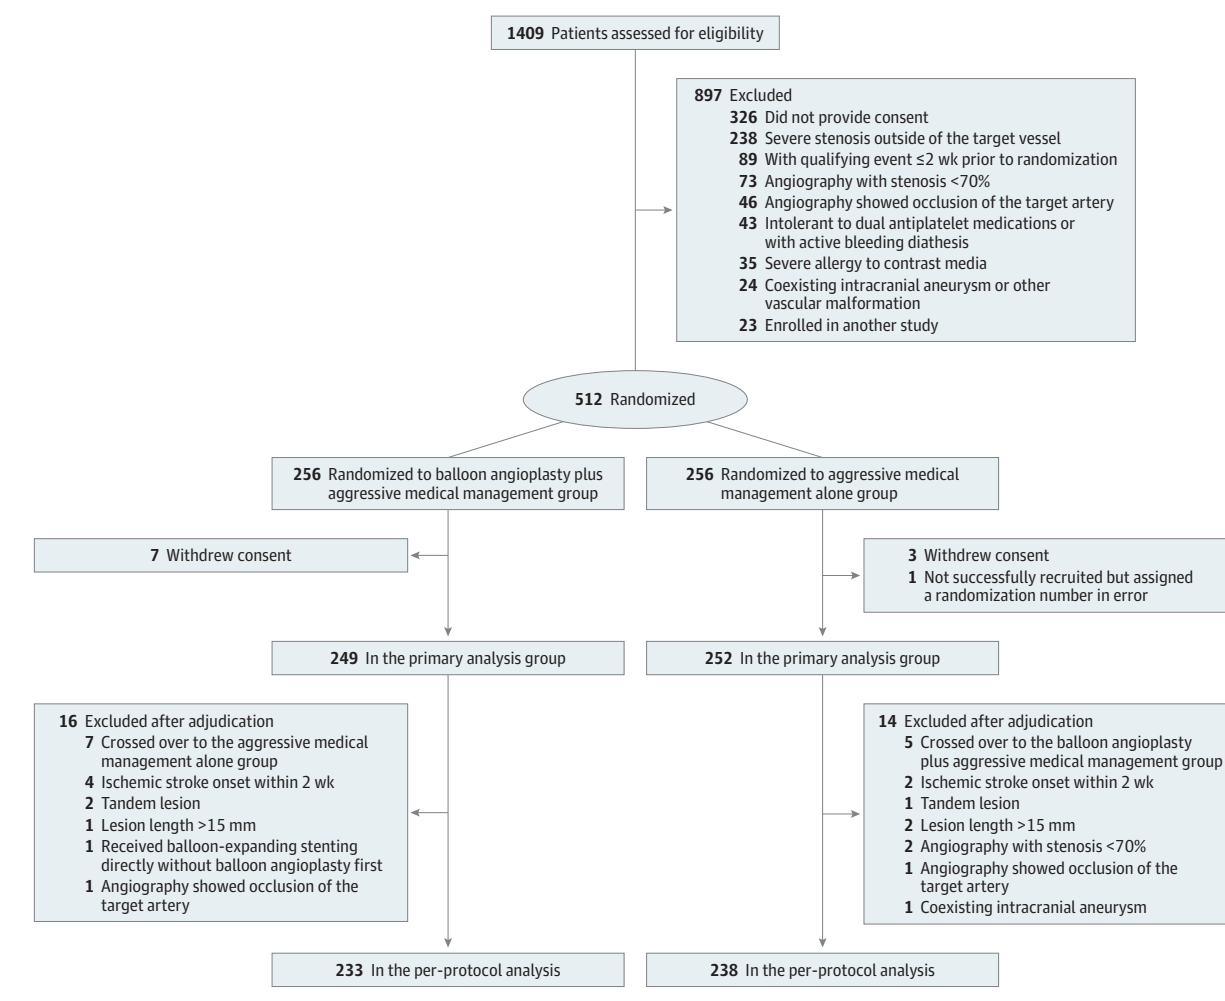 1409 Patients assessed for eligibility
897 Excluded
326 Did not provide consent
238 Severe stenosis outside of the target vessel
89 With qualifying event ≤2 wk prior to randomization
73 Angiography with stenosis <70%
46 Angiography showed occlusion of the target artery
43 Intolerant to dual antiplatelet medications or
with active bleeding diathesis
35 Severe allergy to contrast media
24 Coexisting intracranial aneurysm or other
vascular malformation
23 Enrolled in another study
512 Randomized
256 Randomized to balloon angioplasty plus
aggressive medical management group
256 Randomized to aggressive medical
management alone group
7 Withdrew consent
3 Withdrew consent
1 Not successfully recruited but assigned
a randomization number in error
249 In the primary analysis group
252 In the primary analysis group
16 Excluded after adjudication
7 Crossed over to the aggressive medical
management alone group
4 Ischemic stroke onset within 2 wk
2 Tandem lesion
1 Lesion length >15 mm
1 Received balloon-expanding stenting
directly without balloon angioplasty first
1 Angiography showed occlusion of the
target artery
14 Excluded after adjudication
5 Crossed over to the balloon angioplasty
plus aggressive medical management group
2 Ischemic stroke onset within 2 wk
1 Tandem lesion
2 Lesion length >15 mm
2 Angiography with stenosis <70%
1 Angiography showed occlusion of the
target artery
1 Coexisting intracranial aneurysm
233 In the per-protocol analysis
238 In the per-protocol analysis